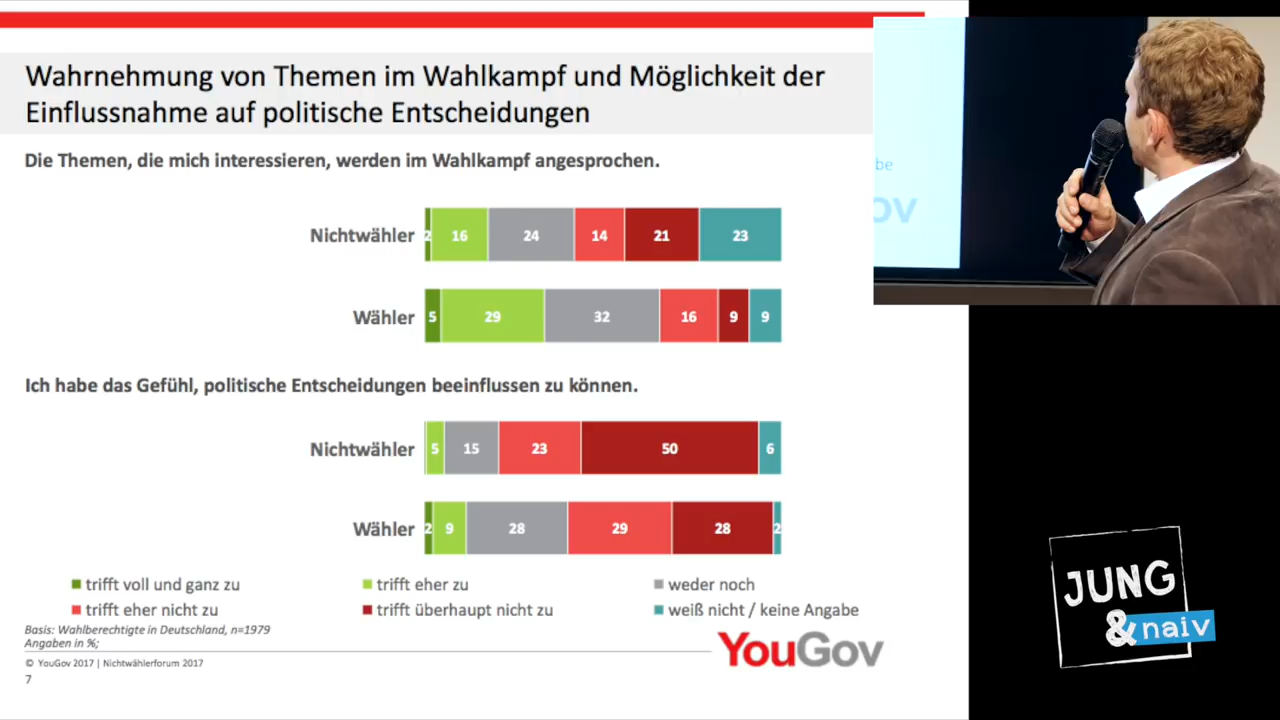 Wahrnehmung von Themen im Wahlkampf und Möglichkeit der
Einflussnahme auf politische Entscheidungen
Die Themen, die mich interessieren, werden im Wahlkampf angesprochen.
Nichtwähler 2 16 24 14 21 23
Wähler 5 29 32 16 9 9
Ich habe das Gefühl, politische Entscheidungen beeinflussen zu können.
Nichtwähler 5 15 23 50 6
Wähler 2 9 28 29 28 2
trifft voll und ganz zu trifft eher zu weder noch
trifft eher nicht zu trifft überhaupt nicht zu weiß nicht / keine Angabe
Basis: Wahlberechtigte in Deutschland, n=1979
Angaben in %;
© YouGov 2017 | Nichtwählerforum 2017
7
YouGov
be
ov
JUNG
& naiv